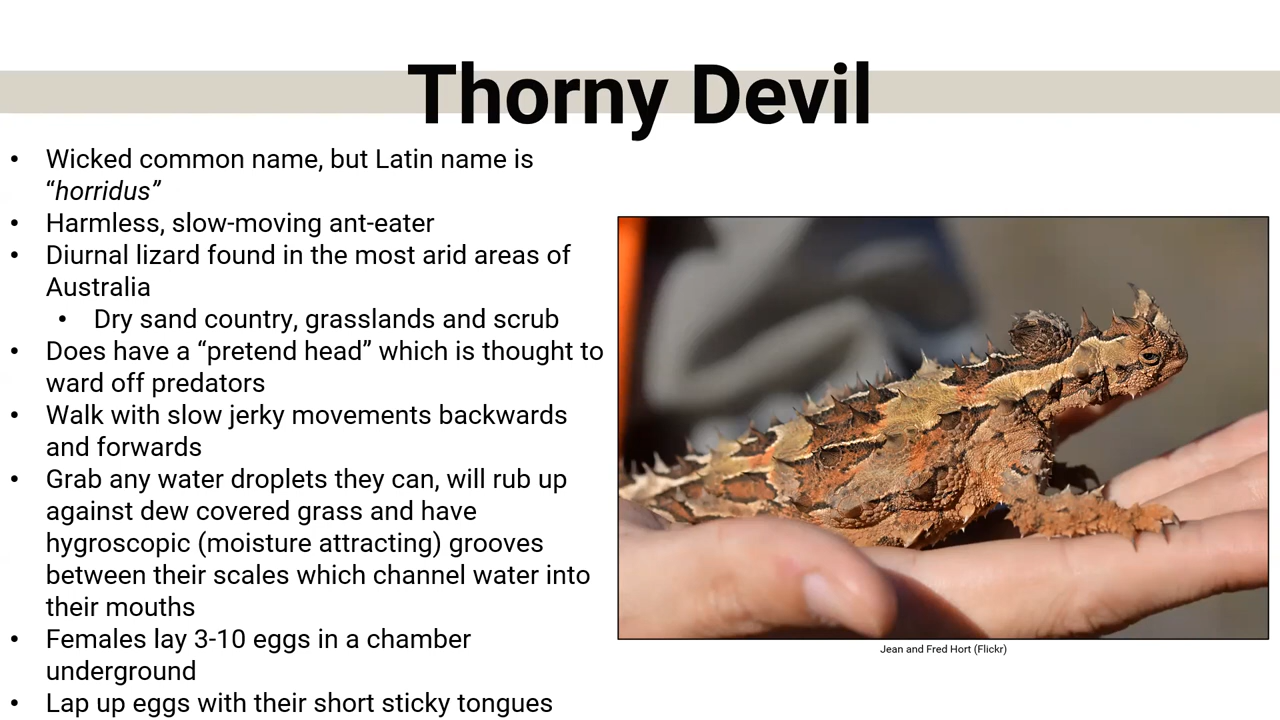 Thorny Devil
• Wicked common name, but Latin name is
“horridus”
• Harmless, slow-moving ant-eater
• Diurnal lizard found in the most arid areas of
Australia
• Dry sand country, grasslands and scrub
• Does have a “pretend head” which is thought to
ward off predators
• Walk with slow jerky movements backwards
and forwards
• Grab any water droplets they can, will rub up
against dew covered grass and have
hygroscopic (moisture attracting) grooves
between their scales which channel water into
their mouths
• Females lay 3-10 eggs in a chamber
underground
• Lap up eggs with their short sticky tongues
Jean and Fred Hort (Flickr)